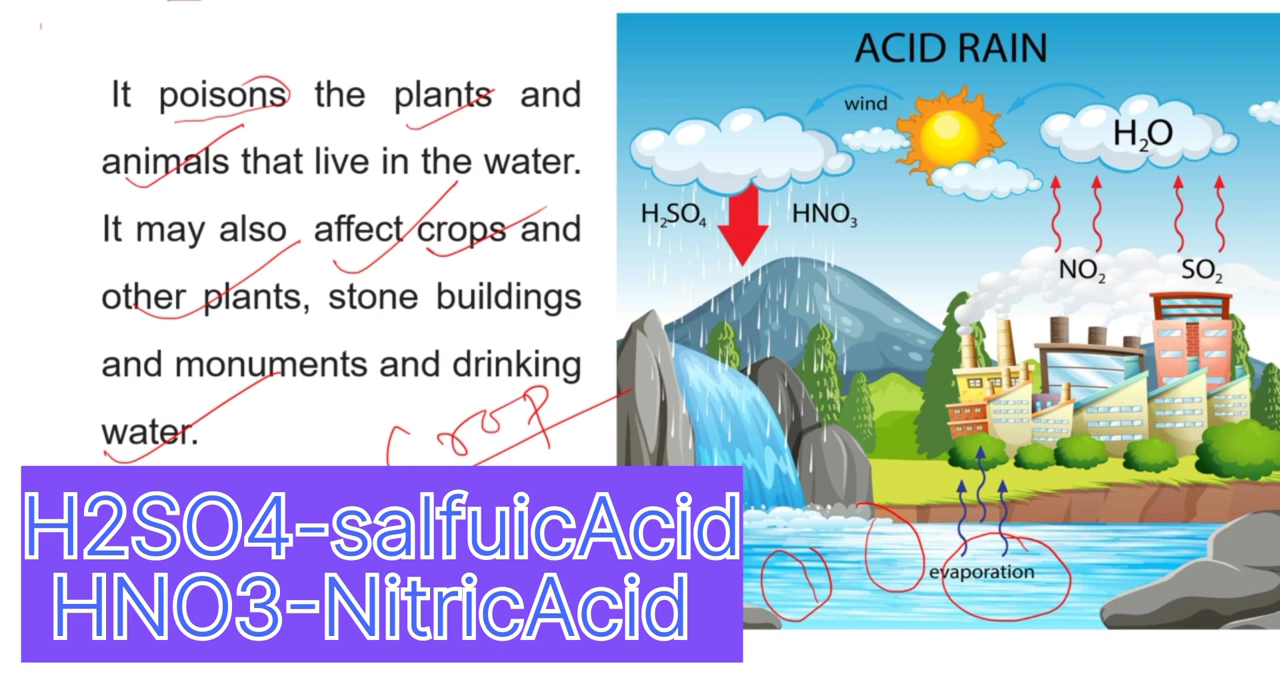 It poisons the plants and
animals that live in the water.
It may also affect crops and
other plants, stone buildings
and monuments and drinking
water.
Crop
H2SO4-salfuicAcid
HNO3-NitricAcid
ACID RAIN
wind
H₂O
H₂SO₄
HNO₃
NO₂
SO₂
evaporation